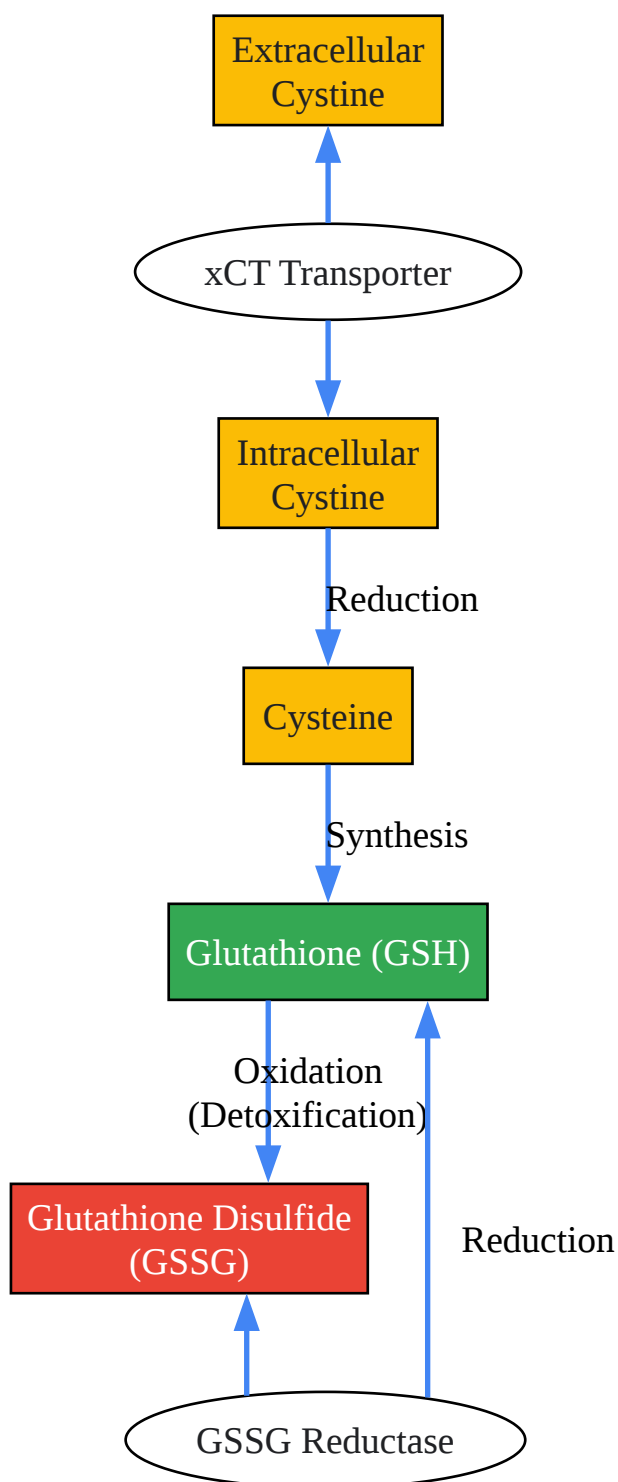 Extracellular
Cystine
xCT Transporter
Intracellular
Cystine
Reduction
Cysteine
Synthesis
Glutathione (GSH)
Oxidation
(Detoxification)
Glutathione Disulfide
(GSSG)
Reduction
GSSG Reductase